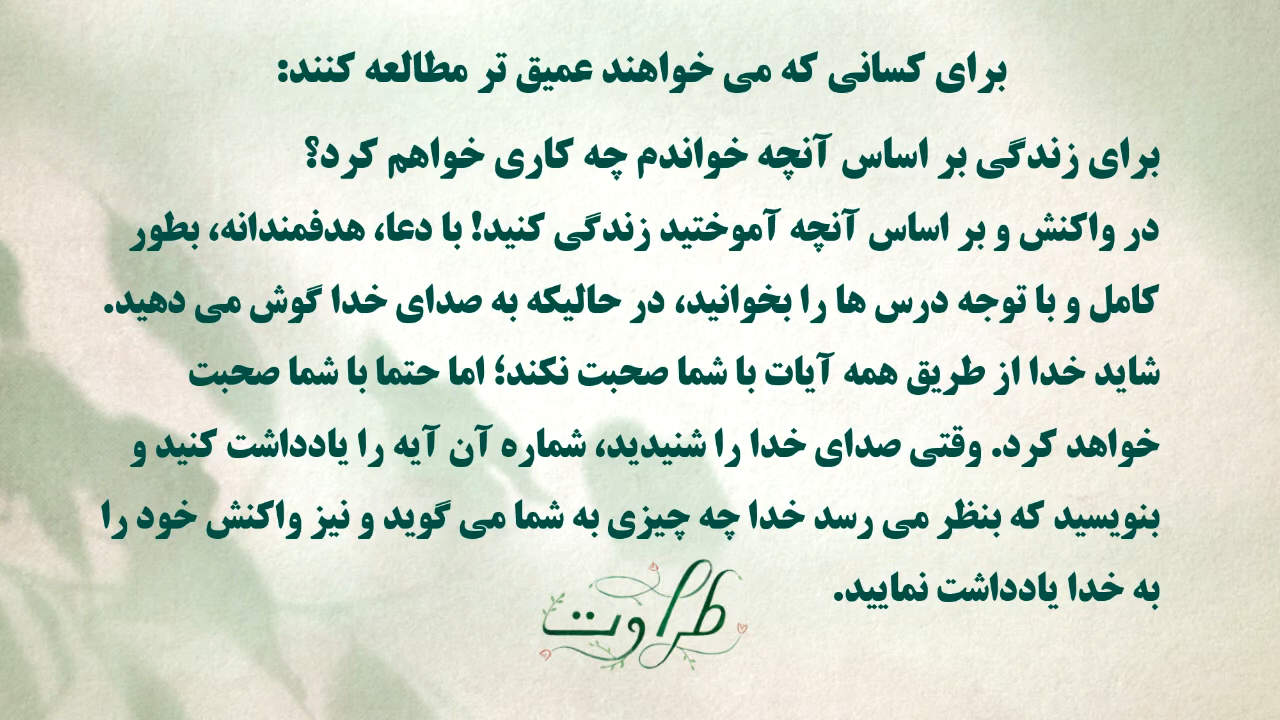 برای کسانی که می خواهند عمیق تر مطالعه کنند:
برای زندگی بر اساس آنچه خواندم چه کاری خواهم کرد؟
در واکنش و بر اساس آنچه آموختید زندگی کنید! با دعا، هدفمندانه، بطور
کامل و با توجه درس ها را بخوانید، در حالیکه به صدای خدا گوش می دهید.
شاید خدا از طریق همه آیات با شما صحبت نکند؛ اما حتما با شما صحبت
خواهد کرد. وقتی صدای خدا را شنیدید، شماره آن آیه را یادداشت کنید و
بنویسید که بنظر می رسد خدا چه چیزی به شما می گوید و نیز واکنش خود را
به خدا یادداشت نمایید.
طراوت